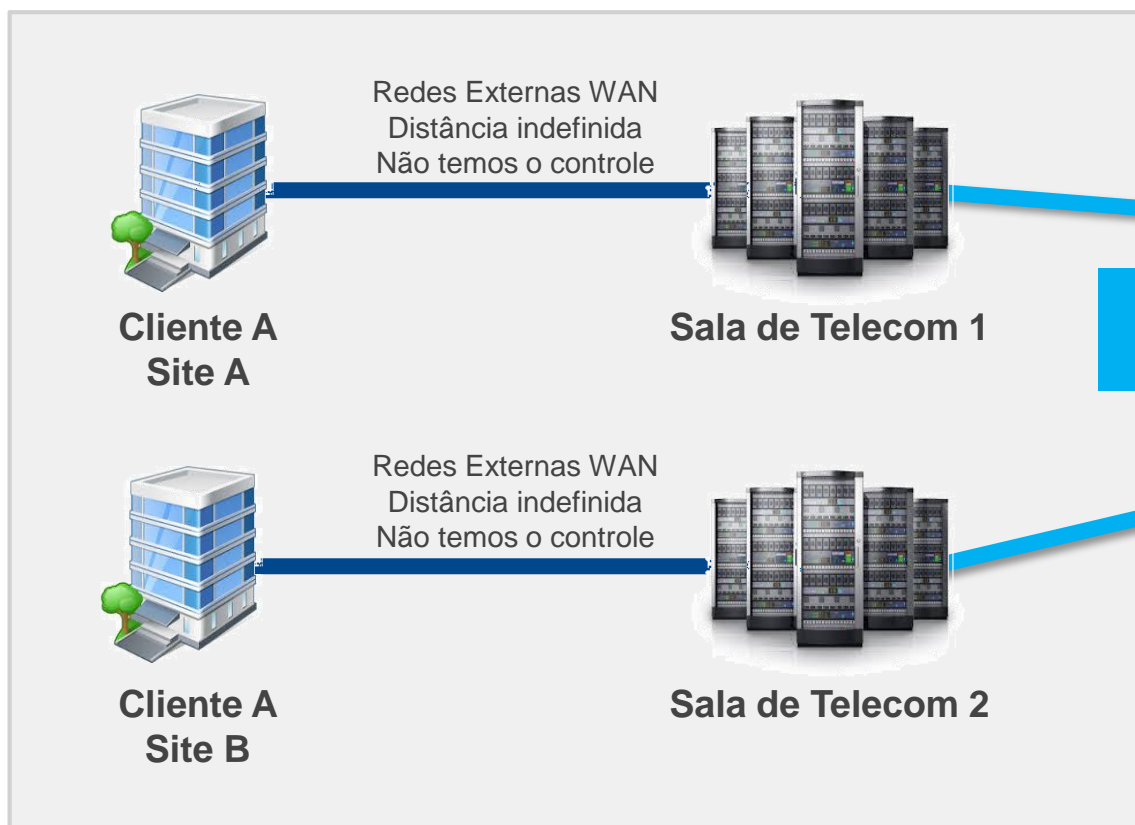 Redes Externas WAN
Distância indefinida
Não temos o controle
Cliente A
Site A
Sala de Telecom 1
Redes Externas WAN
Distância indefinida
Não temos o controle
Cliente A
Site B
Sala de Telecom 2